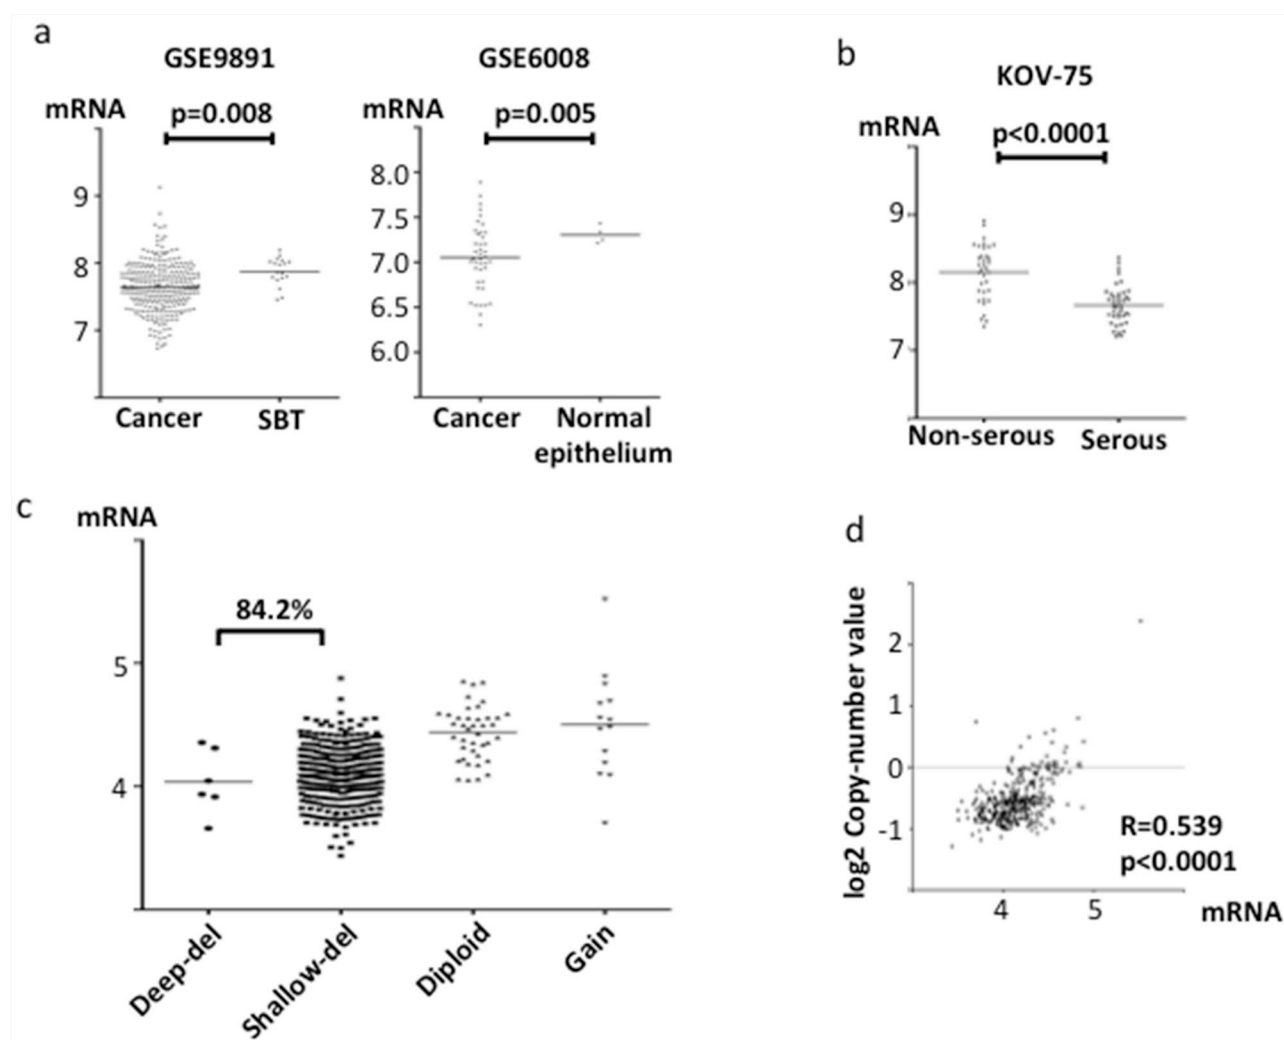 a
GSE9891
mRNA
p=0.008
9
8
7
Cancer
SBT
GSE6008
mRNA
p=0.005
8.0
7.5
7.0
6.5
6.0
Cancer
Normal
epithelium
b
KOV-75
mRNA
p<0.0001
9
8
7
Non-serous
Serous
c
mRNA
84.2%
5
4
Deep-del
Shallow-del
Diploid
Gain
d
log2 Copy-number value
2
1
0
-1
R=0.539
p<0.0001
4
5
mRNA